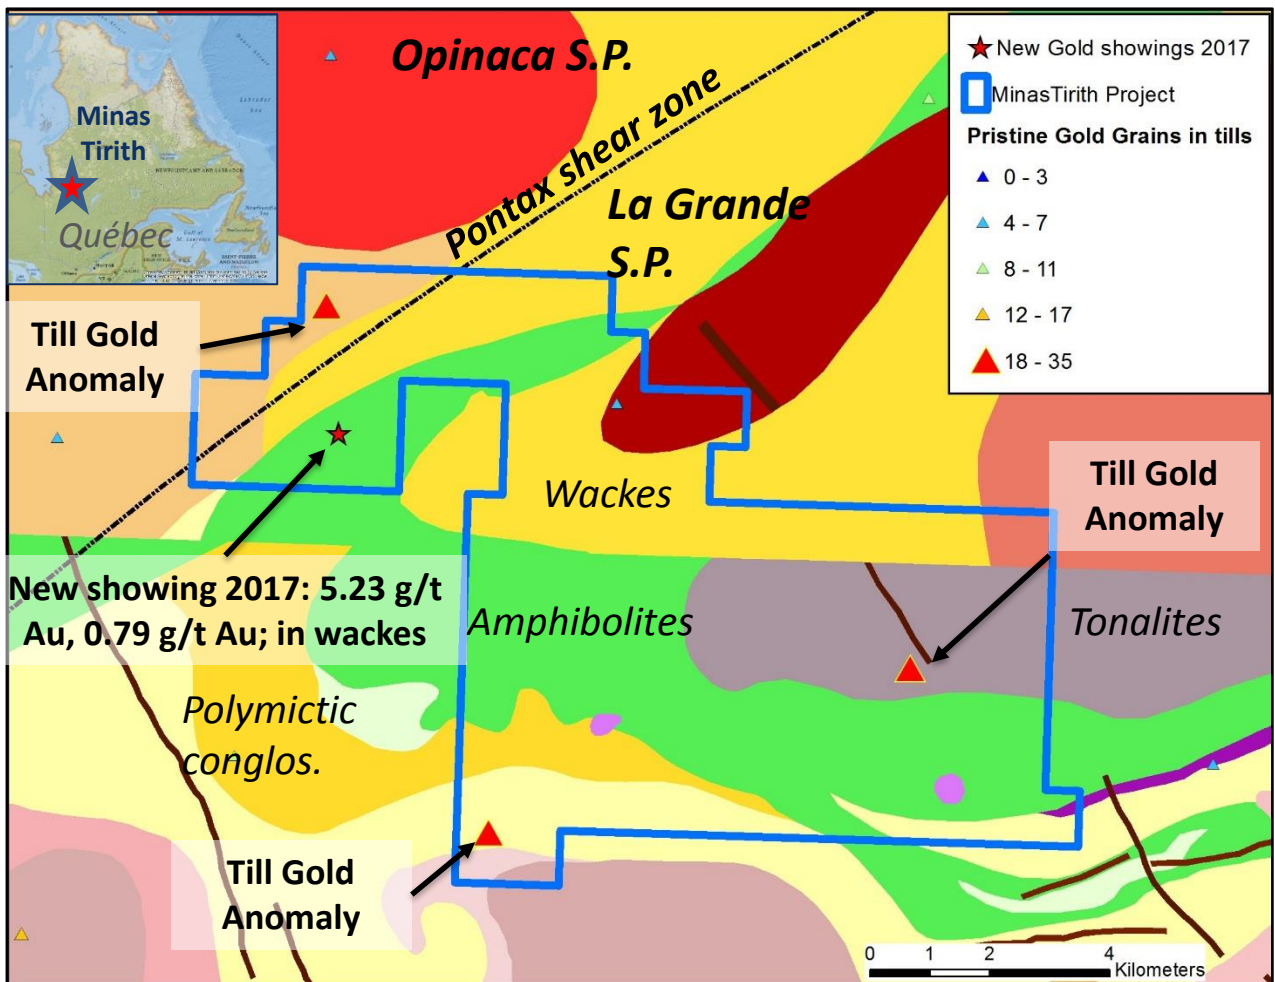 Opinaca S.P.
Pontax shear zone
La Grande
S.P.
Minas
Tirith
NEWFOUNDLAND AND LABRADOR
Québec
New Gold showings 2017
MinasTirith Project
Pristine Gold Grains in tills
0 - 3
4 - 7
8 - 11
12 - 17
18 - 35
Till Gold
Anomaly
Wackes
Till Gold
Anomaly
New showing 2017: 5.23 g/t
Au, 0.79 g/t Au; in wackes
Amphibolites
Tonalites
Polymictic
conglos.
Till Gold
Anomaly
0 1 2 4
Kilometers